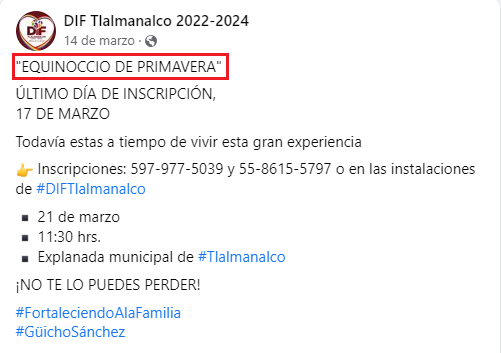 DIF Tlalmanalco 2022-2024
14 de marzo ·
"EQUINOCCIO DE PRIMAVERA"
ÚLTIMO DÍA DE INSCRIPCIÓN,
17 DE MARZO
Todavía estas a tiempo de vivir esta gran experiencia
👉 Inscripciones: 597-977-5039 y 55-8615-5797 o en las instalaciones
de #DIFTlalmanalco
▪ 21 de marzo
▪ 11:30 hrs.
▪ Explanada municipal de #Tlalmanalco
¡NO TE LO PUEDES PERDER!
#FortaleciendoAlaFamilia
#GüichoSánchez